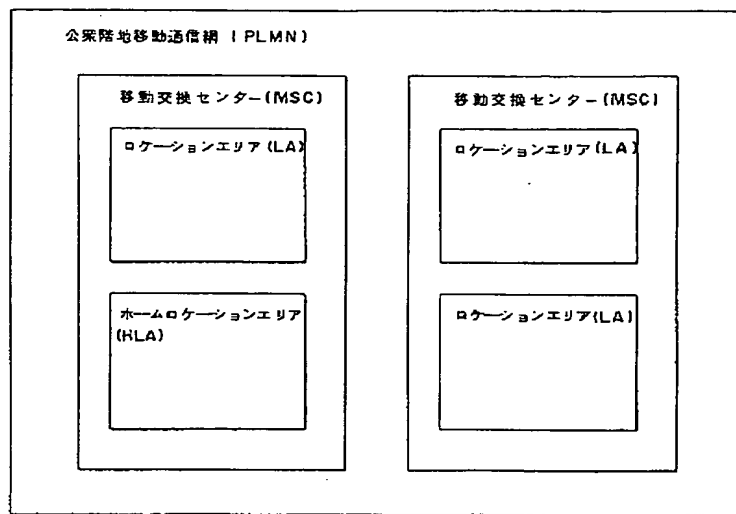 公衆陸地移動通信網 (PLMN)
移動交換センター(MSC)
ロケーションエリア(LA)
ホームロケーションエリア
(HLA)
移動交換センター(MSC)
ロケーションエリア(LA)
ロケーションエリア(LA)